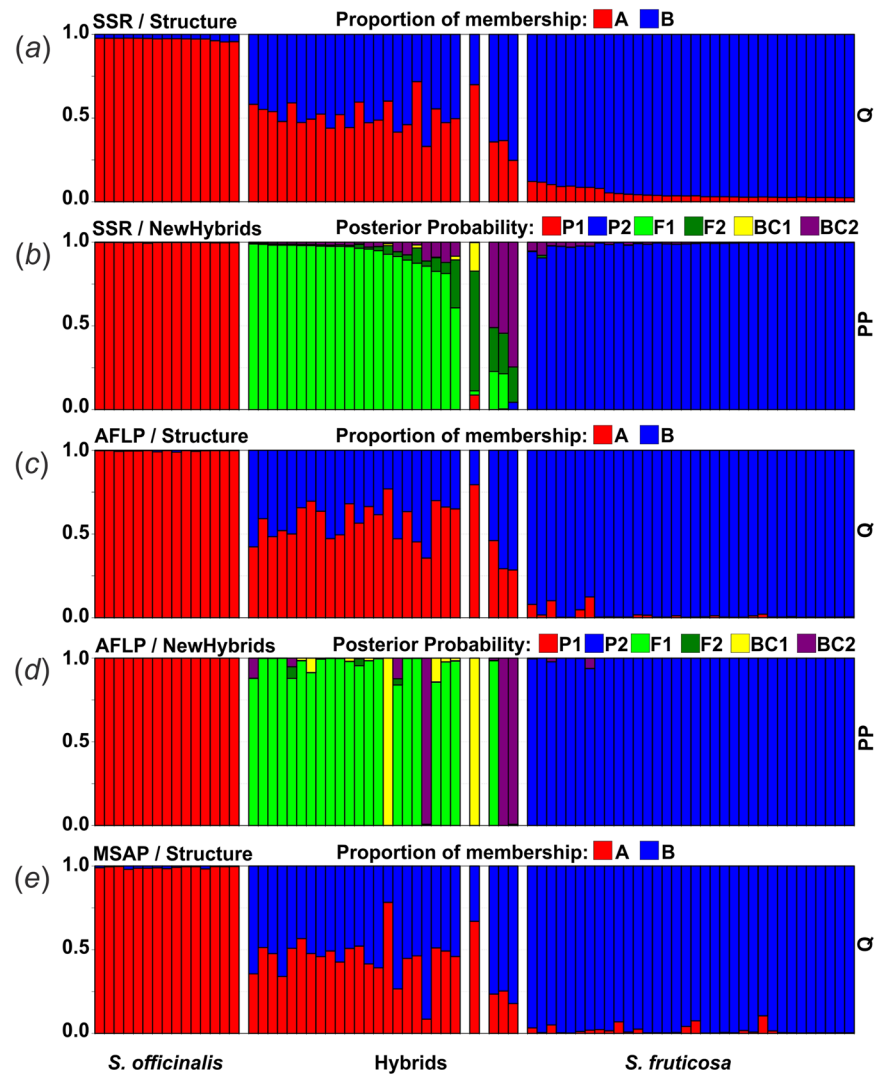 SSR / Structure Proportion of membership: A B
(a) 1.0 0.5 0.0 Q
SSR / NewHybrids Posterior Probability: P1 P2 F1 F2 BC1 BC2
(b) 1.0 0.5 0.0 PP
AFLP / Structure Proportion of membership: A B
(c) 1.0 0.5 0.0 Q
AFLP / NewHybrids Posterior Probability: P1 P2 F1 F2 BC1 BC2
(d) 1.0 0.5 0.0 PP
MSAP / Structure Proportion of membership: A B
(e) 1.0 0.5 0.0 Q
S. officinalis Hybrids S. fruticosa